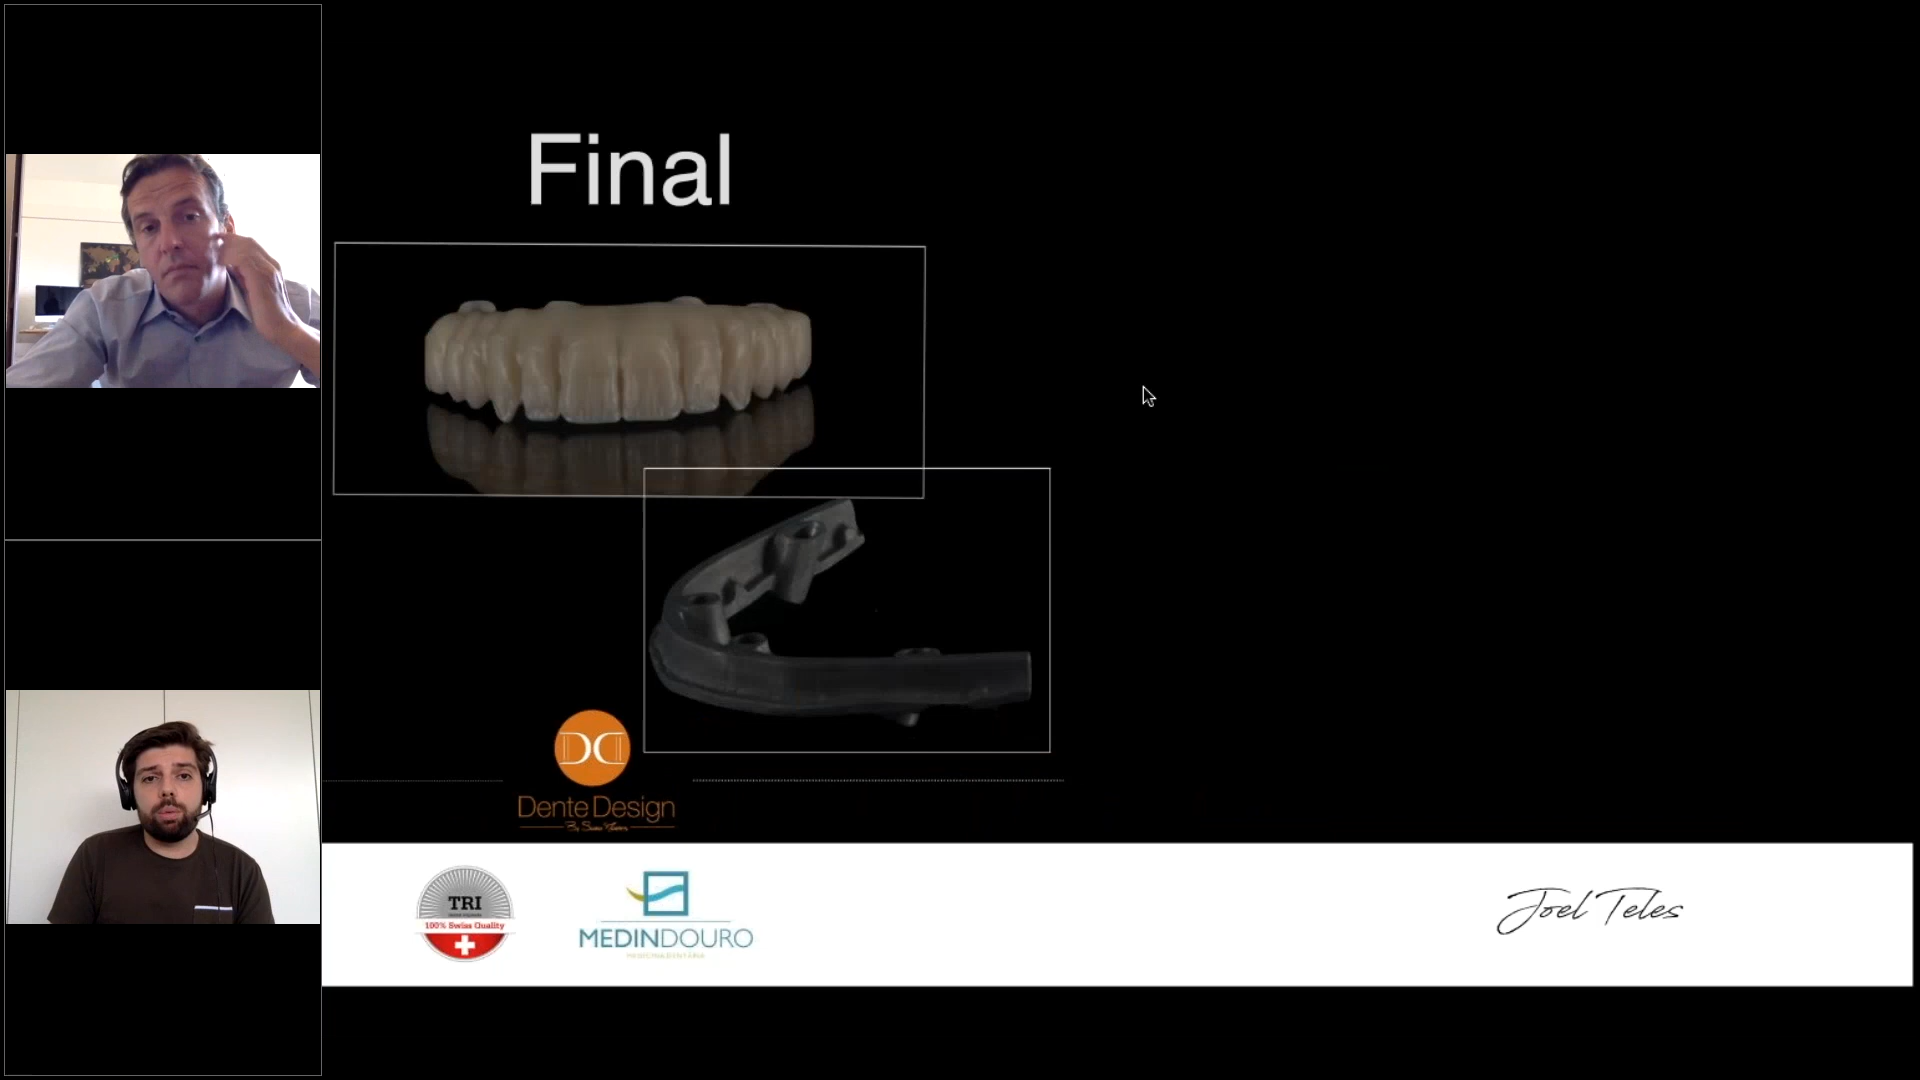 Final
DD
Dente Design
TRI
100% Swiss Quality
MEDINDOURO
Joel Teles